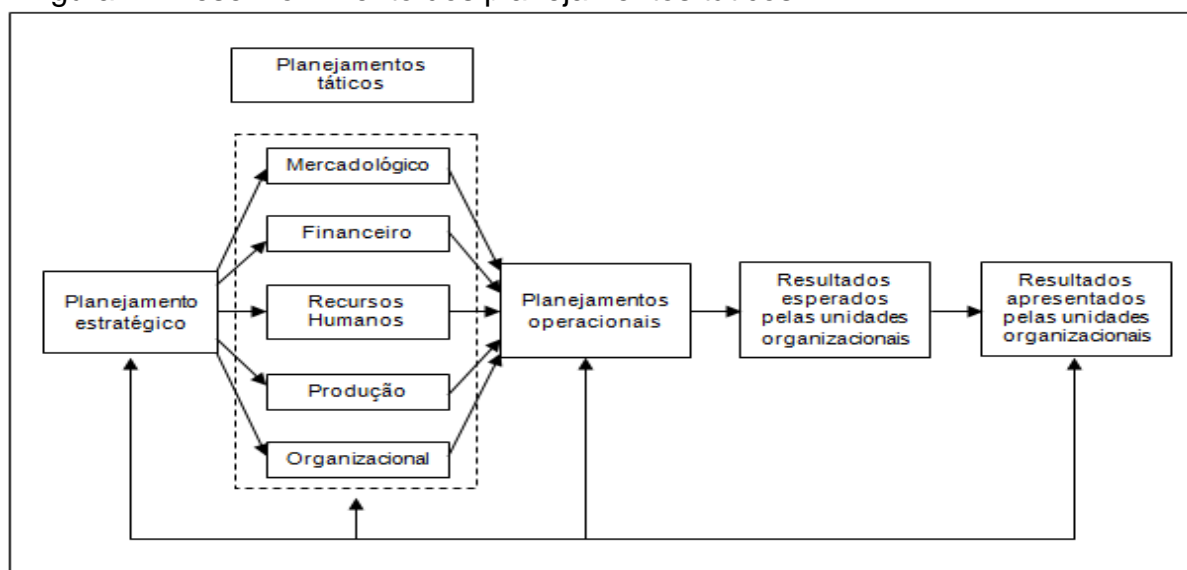 Planejamentos
táticos
Mercadológico
Financeiro
Planejamento
estratégico
Recursos
Humanos
Produção
Organizacional
Planejamentos
operacionais
Resultados
esperados
pelas unidades
organizacionais
Resultados
apresentados
pelas unidades
organizacionais